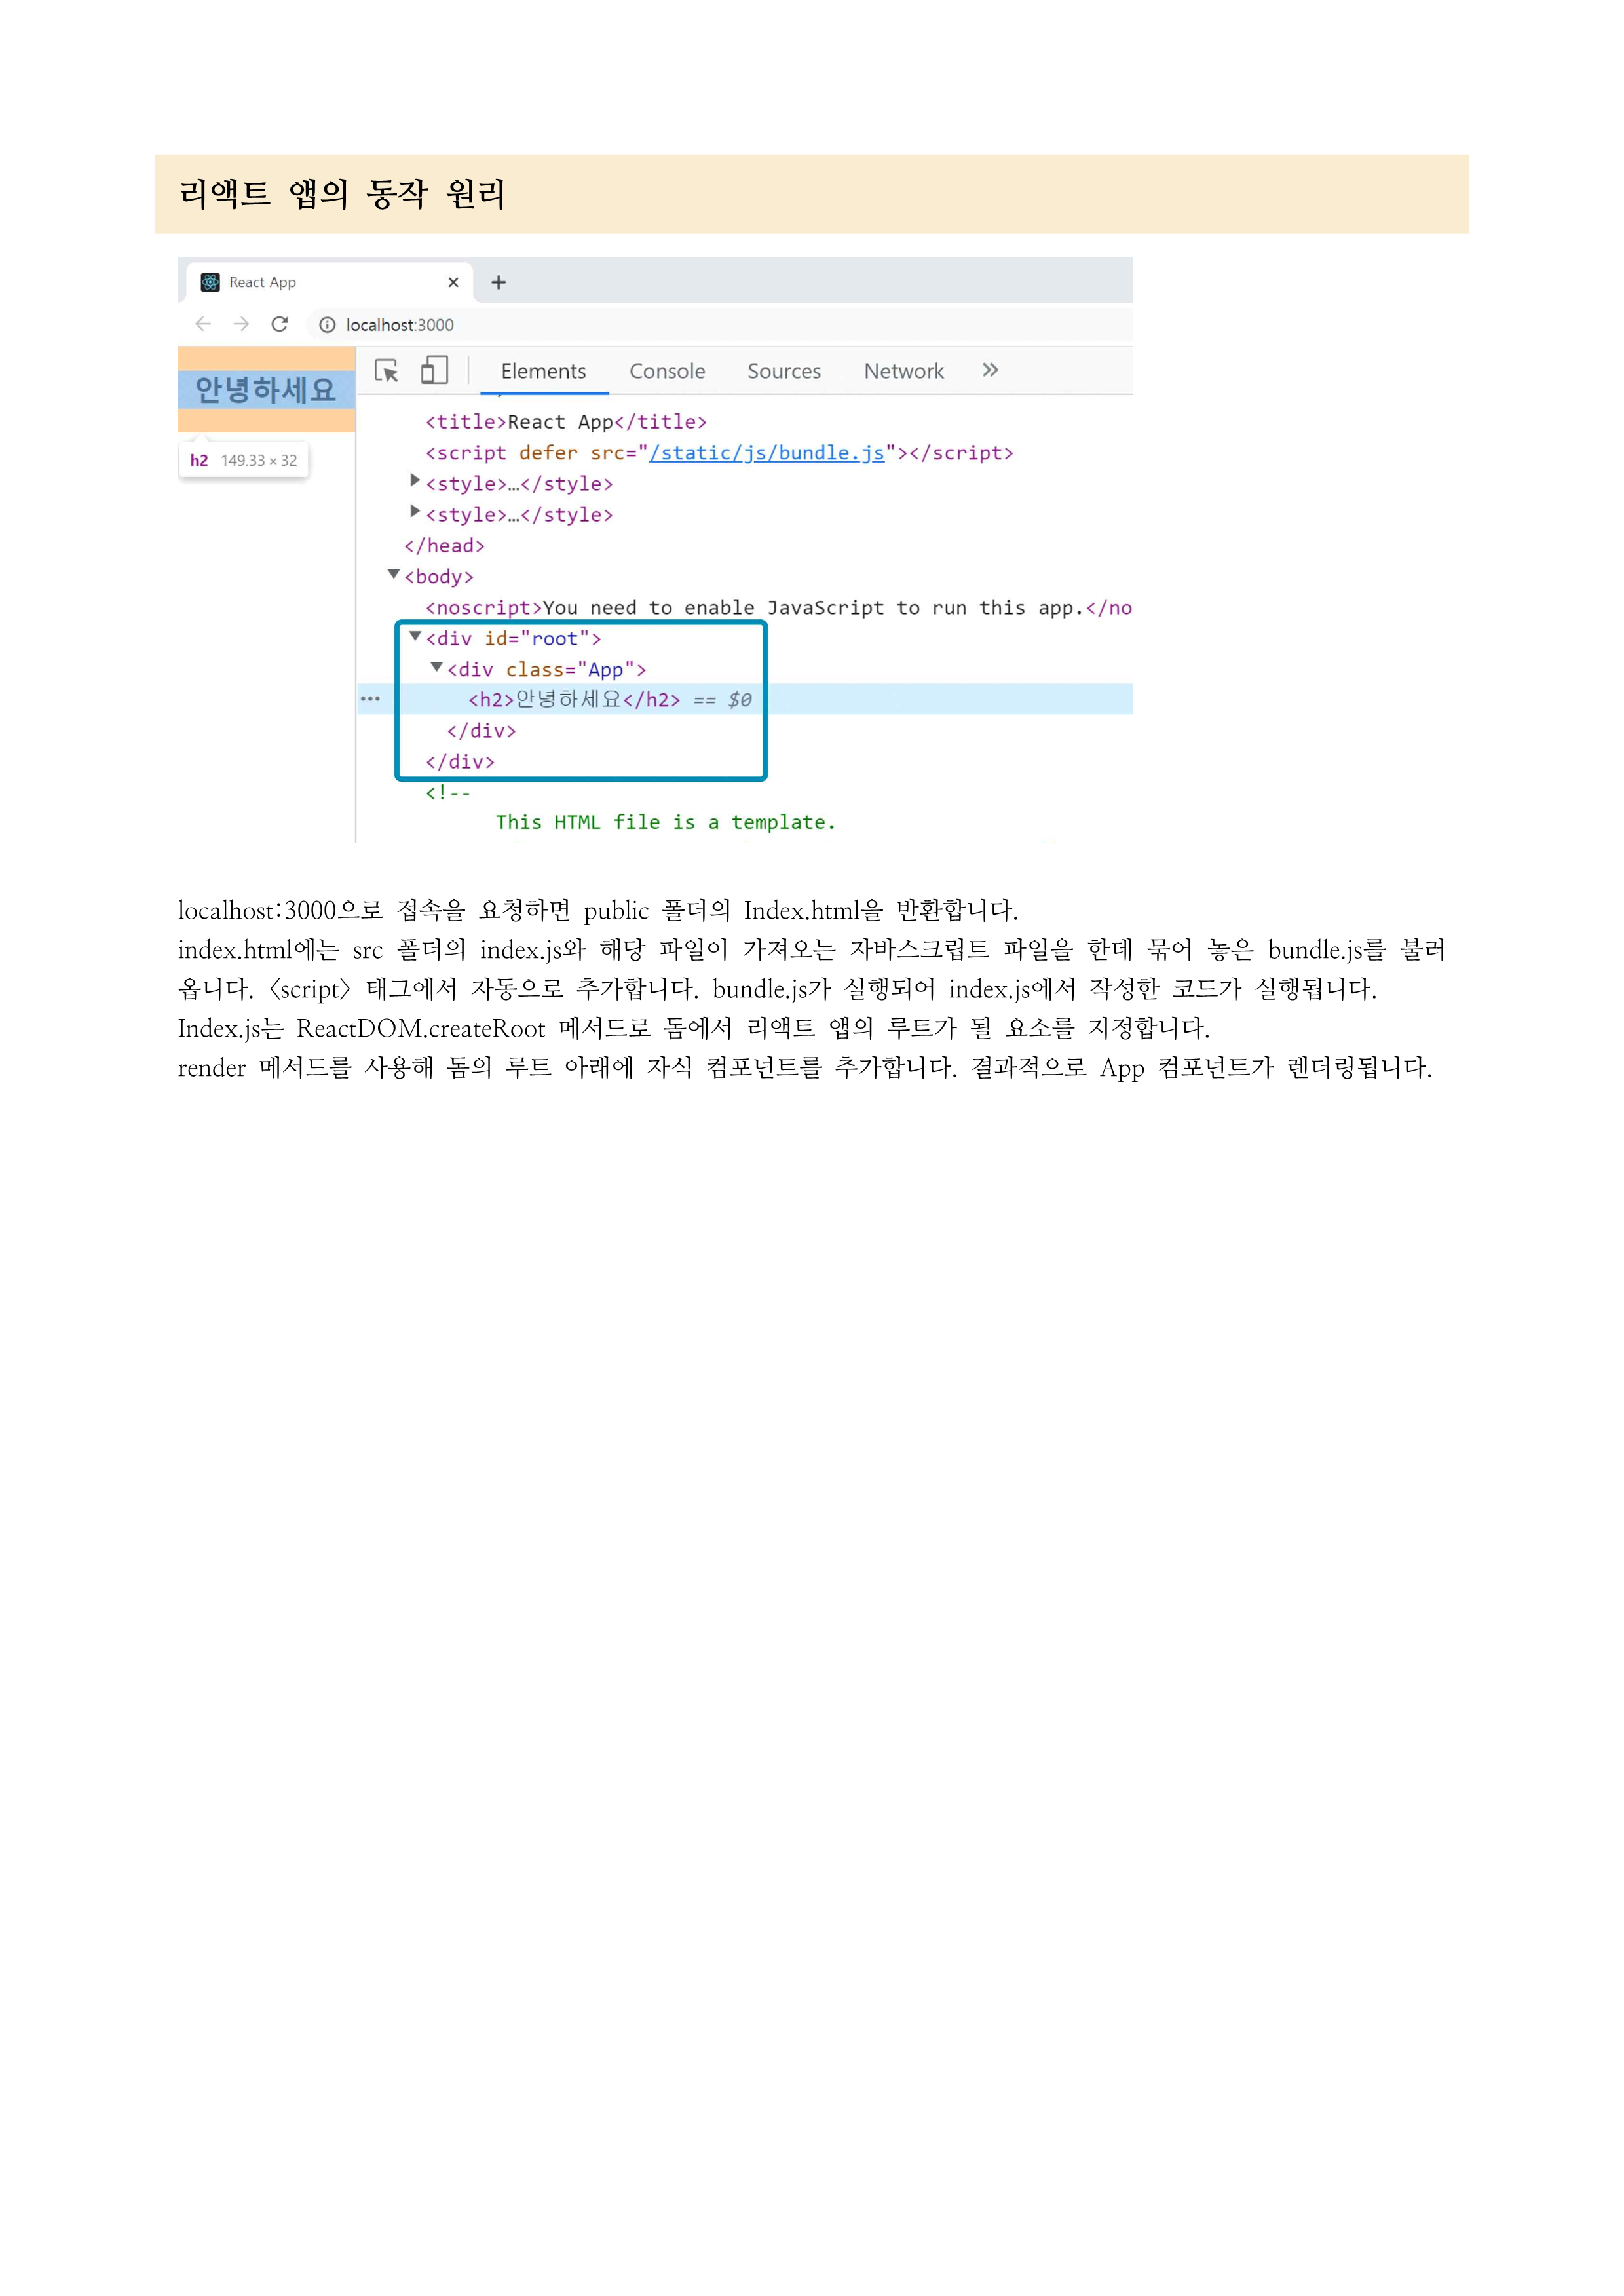 리액트 앱의 동작 원리
React App
localhost:3000
안녕하세요
h2 149.33 × 32
Elements Console Sources Network
<title>React App</title>
<script defer src="/static/js/bundle.js"></script>
<style>…</style>
<style>…</style>
</head>
<body>
<noscript>You need to enable JavaScript to run this app.</no
<div id="root">
<div class="App">
<h2>안녕하세요</h2> == $0
</div>
</div>
<!--
This HTML file is a template.
localhost:3000으로 접속을 요청하면 public 폴더의 Index.html을 반환합니다.
index.html에는 src 폴더의 index.js와 해당 파일이 가져오는 자바스크립트 파일을 한데 묶어 놓은 bundle.js를 불러
옵니다. <script> 태그에서 자동으로 추가합니다. bundle.js가 실행되어 index.js에서 작성한 코드가 실행됩니다.
Index.js는 ReactDOM.createRoot 메서드로 돔에서 리액트 앱의 루트가 될 요소를 지정합니다.
render 메서드를 사용해 돔의 루트 아래에 자식 컴포넌트를 추가합니다. 결과적으로 App 컴포넌트가 렌더링됩니다.